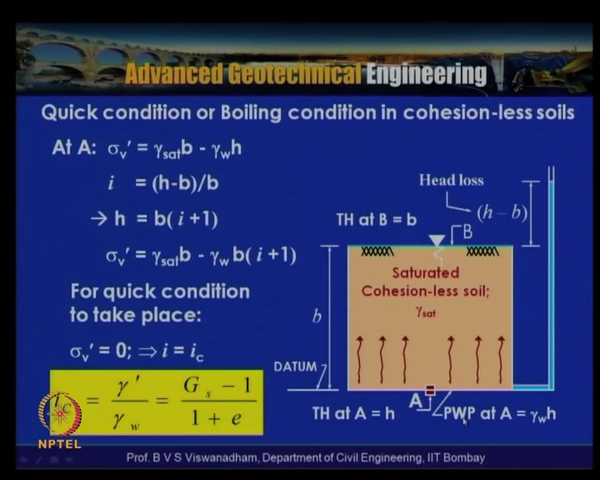 Advanced Geotechnical Engineering
Quick condition or Boiling condition in cohesion-less soils
At A: σv' = γsat b - γw h
i = (h-b)/b
→ h = b( i +1)
σv' = γsat b - γw b( i +1)
For quick condition
to take place:
σv' = 0; ⇒ i = ic
ic = γ' / γw = (Gs − 1) / (1 + e)
Head loss
(h − b)
TH at B = b
B
Saturated
Cohesion-less soil;
γsat
b
DATUM
A
TH at A = h
PWP at A = γwh
NPTEL
Prof. B V S Viswanadham, Department of Civil Engineering, IIT Bombay